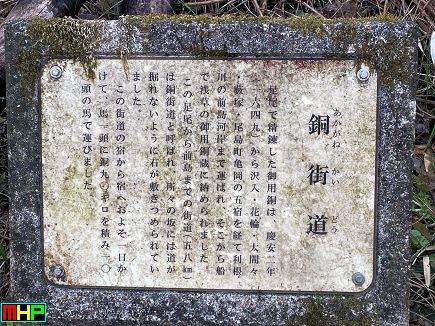 銅街道
あかがね かい どう
足尾で精錬した御用銅は、慶安二年
(一六四九)から沢入・花輪・大間々
・藪塚・尾島町亀岡の五宿を経て利根
川の前島河岸まで運ばれ、そこから船
で浅草の御用銅蔵に納められました。
この足尾から前島までの街道(五八㎞)
は銅街道と呼ばれ、所々の坂には道が
掘れないように石が敷きつめられてい
ました。
この街道の宿から宿へおよそ一日か
けて、馬一頭に銅九〇キロを積み一〇
頭の馬で運びました。
MHP